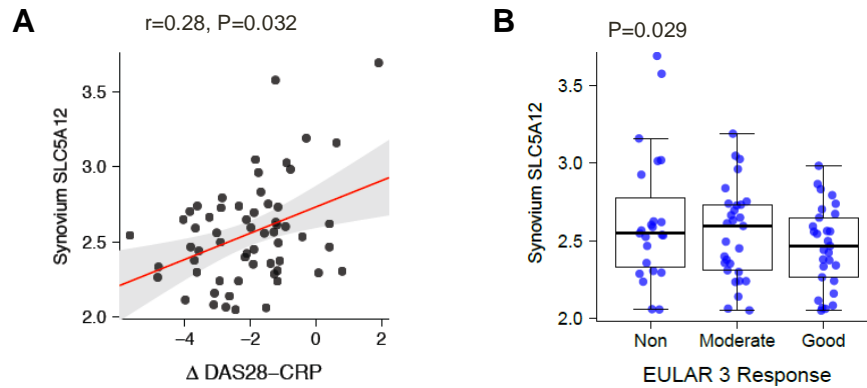 A
r=0.28, P=0.032
Synovium SLC5A12
3.5
3.0
2.5
2.0
−4
−2
0
2
Δ DAS28−CRP
B
P=0.029
Synovium SLC5A12
3.5
3.0
2.5
2.0
Non
Moderate
Good
EULAR 3 Response